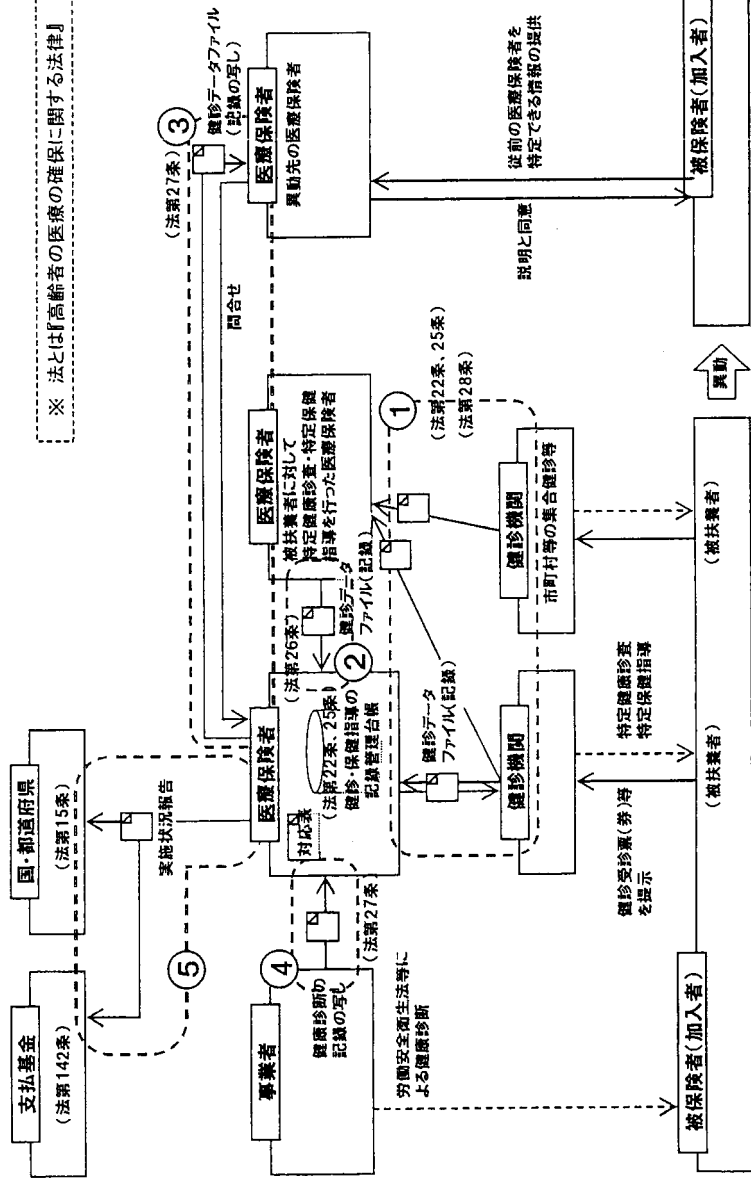 ※ 法とは『高齢者の医療の確保に関する法律』
支払基金
(法第142条)
国・都道府県
(法第15条)
実施状況報告
⑤
(法第27条)
③
問合せ
健診データファイル
(記録の写し)
事業者
④
健康診断の
記録の写し
(法第27条)
労働安全衛生法等に
よる健康診断
医療保険者
対応表
(法第22条、25条)
健診・保健指導の
記録管理台帳
(法第26条)
②
健診データ
ファイル(記録)
医療保険者
被扶養者に対して
特定健康診査・特定保健
指導を行った医療保険者
医療保険者
異動先の医療保険者
①
(法第22条、25条)
(法第28条)
健診データ
ファイル(記録)
健診機関
健診機関
市町村等の集合健診等
説明と同意
従前の医療保険者を
特定できる情報の提供
健診受診票(券)等
を提示
特定健康診査
特定保健指導
被保険者(加入者)
(被扶養者)
(被扶養者)
異動
被保険者(加入者)